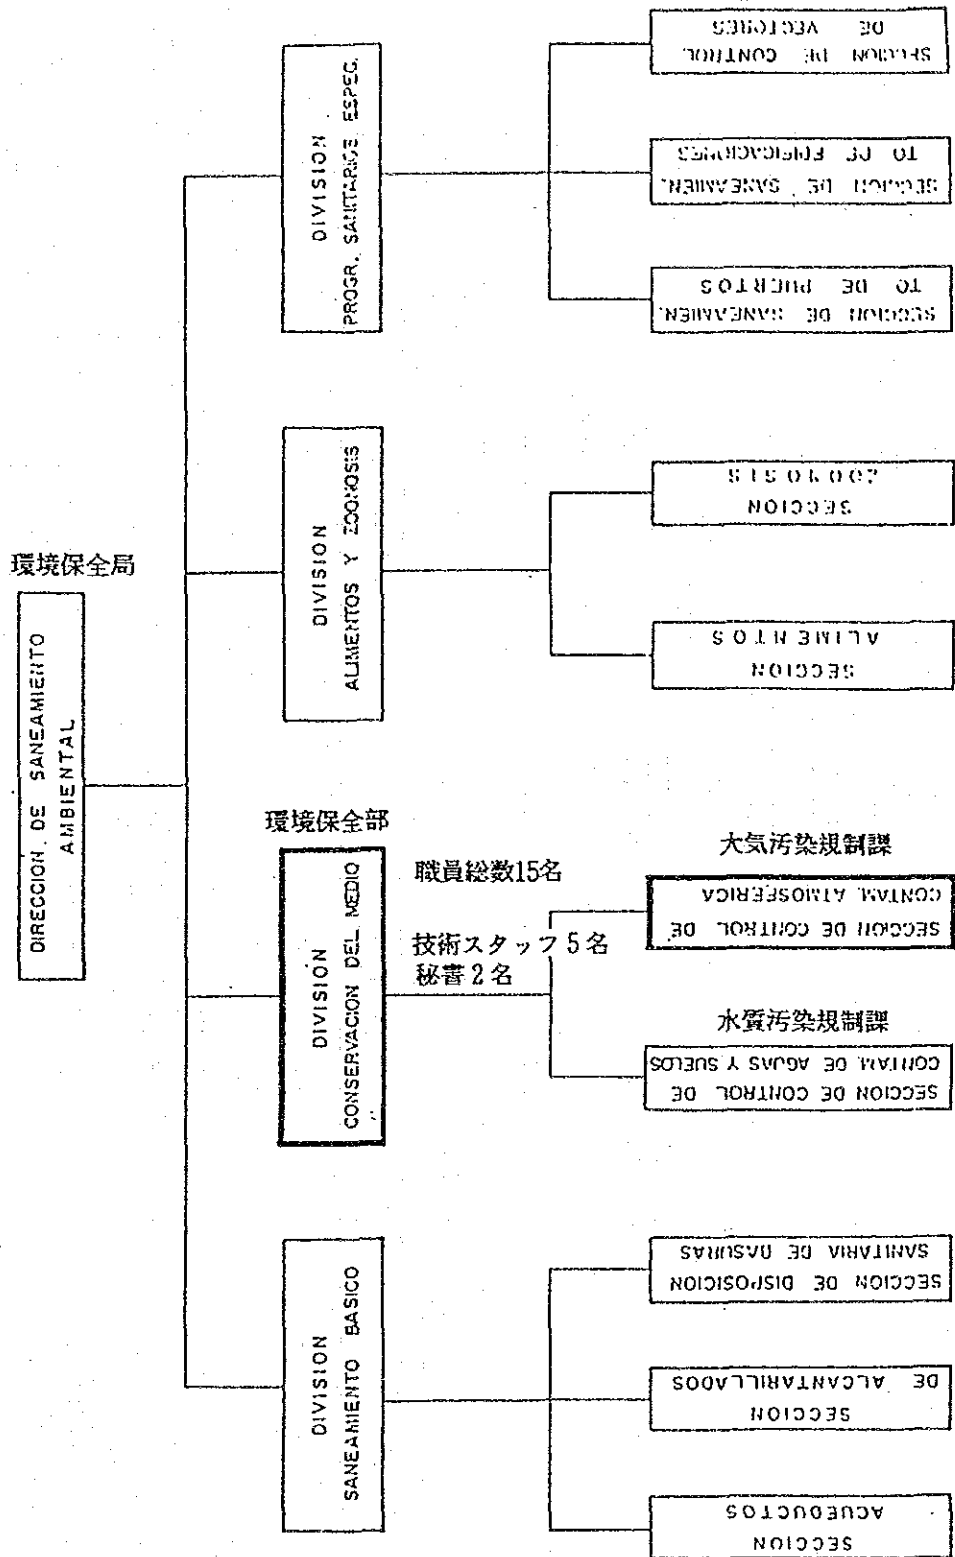 環境保全局
DIRECCION DE SANEAMIENTO
AMBIENTAL
DIVISION
PROGR. SANITARIOS ESPEC.
SECCION DE CONTROL
DE VECTORES
SECCION DE SANEAMIEN.
TO DE EDIFICACIONES
SECCION DE SANEAMIEN.
TO DE PUERTOS
DIVISION
ALIMENTOS Y ZOONOSIS
SECCION
ZOONOSIS
SECCION
ALIMENTOS
環境保全部
DIVISION
CONSERVACION DEL MEDIO
職員総数15名
技術スタッフ5名
秘書2名
大気汚染規制課
SECCION DE CONTROL DE
CONTAM. ATMOSFERICA
水質汚染規制課
SECCION DE CONTROL DE
CONTAM. DE AGUAS Y SUELOS
DIVISION
SANEAMIENTO BASICO
SECCION DE DISPOSICION
SANITARIA DE BASURAS
SECCION
DE ALCANTARILLADOS
SECCION
ACUEDUCTOS